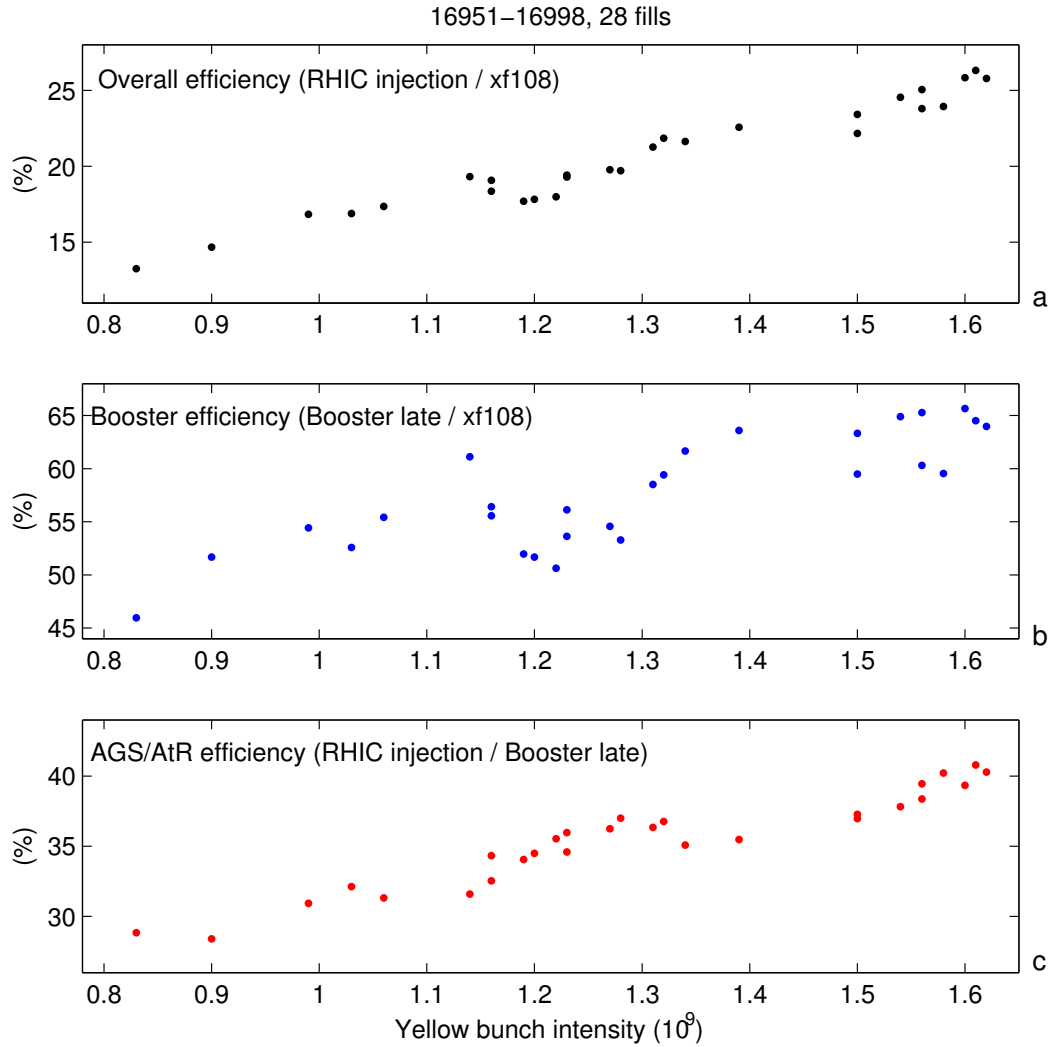 16951−16998, 28 fills
Overall efficiency (RHIC injection / xf108)
(%)
25
20
15
0.8 0.9 1 1.1 1.2 1.3 1.4 1.5 1.6
a
Booster efficiency (Booster late / xf108)
(%)
65
60
55
50
45
0.8 0.9 1 1.1 1.2 1.3 1.4 1.5 1.6
b
AGS/AtR efficiency (RHIC injection / Booster late)
(%)
40
35
30
0.8 0.9 1 1.1 1.2 1.3 1.4 1.5 1.6
c
Yellow bunch intensity (10⁹)